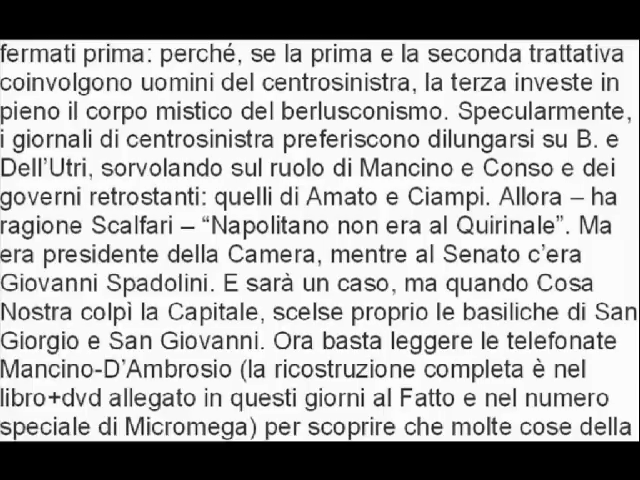 fermati prima: perché, se la prima e la seconda trattativa
coinvolgono uomini del centrosinistra, la terza investe in
pieno il corpo mistico del berlusconismo. Specularmente,
i giornali di centrosinistra preferiscono dilungarsi su B. e
Dell’Utri, sorvolando sul ruolo di Mancino e Conso e dei
governi retrostanti: quelli di Amato e Ciampi. Allora – ha
ragione Scalfari – “Napolitano non era al Quirinale”. Ma
era presidente della Camera, mentre al Senato c’era
Giovanni Spadolini. E sarà un caso, ma quando Cosa
Nostra colpì la Capitale, scelse proprio le basiliche di San
Giorgio e San Giovanni. Ora basta leggere le telefonate
Mancino-D’Ambrosio (la ricostruzione completa è nel
libro+dvd allegato in questi giorni al Fatto e nel numero
speciale di Micromega) per scoprire che molte cose della